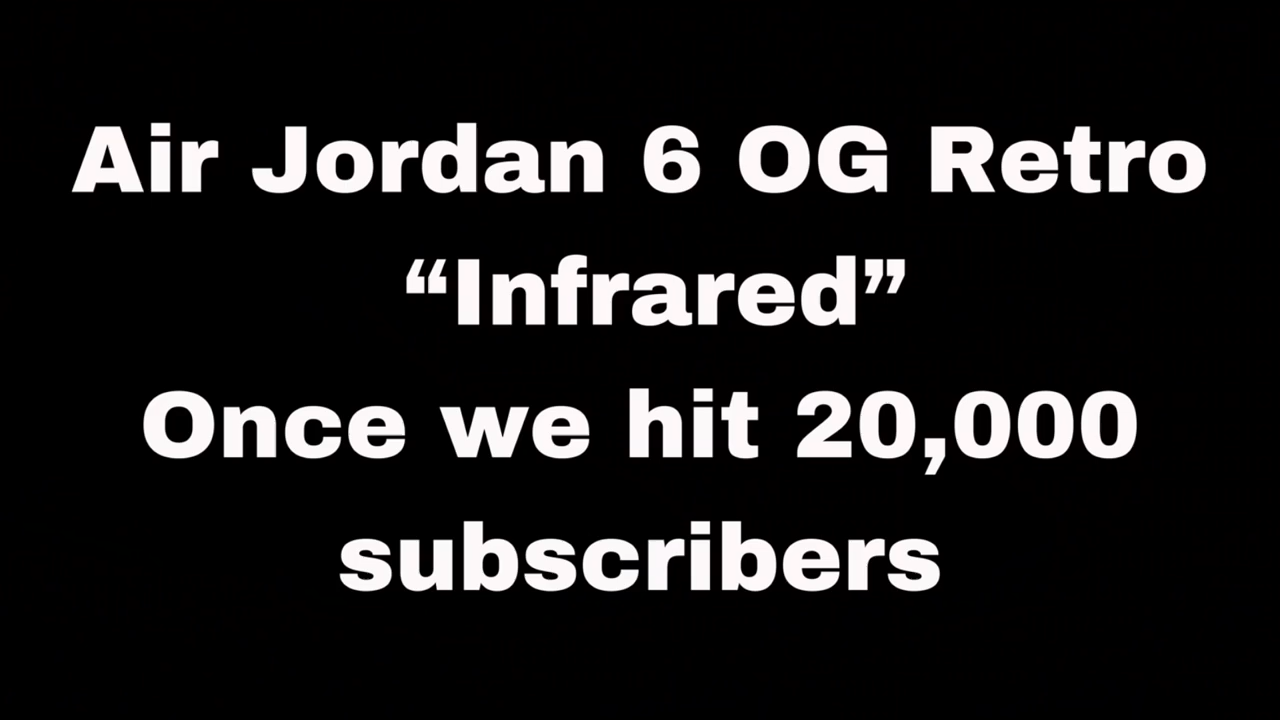 Air Jordan 6 OG Retro
“Infrared”
Once we hit 20,000
subscribers